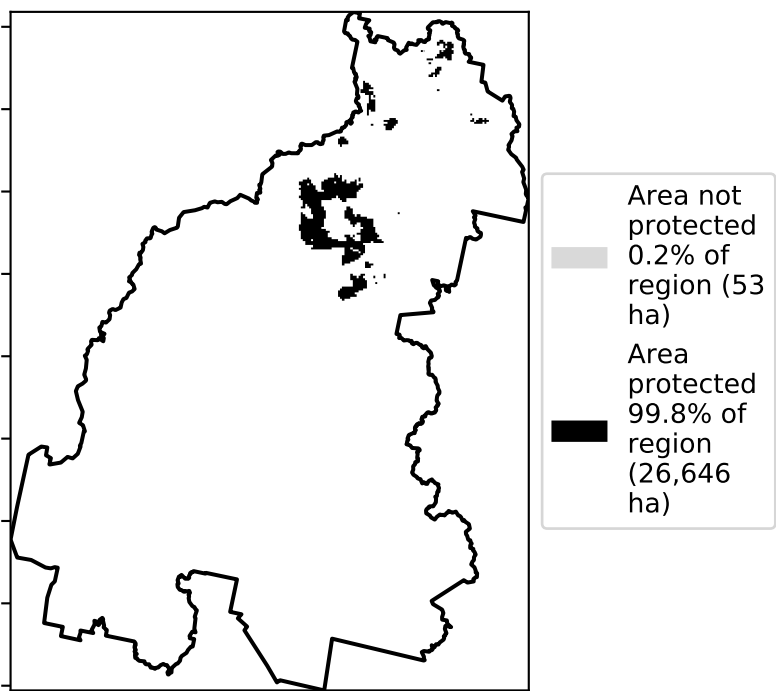 Area not
protected
0.2% of
region (53
ha)
Area
protected
99.8% of
region
(26,646
ha)